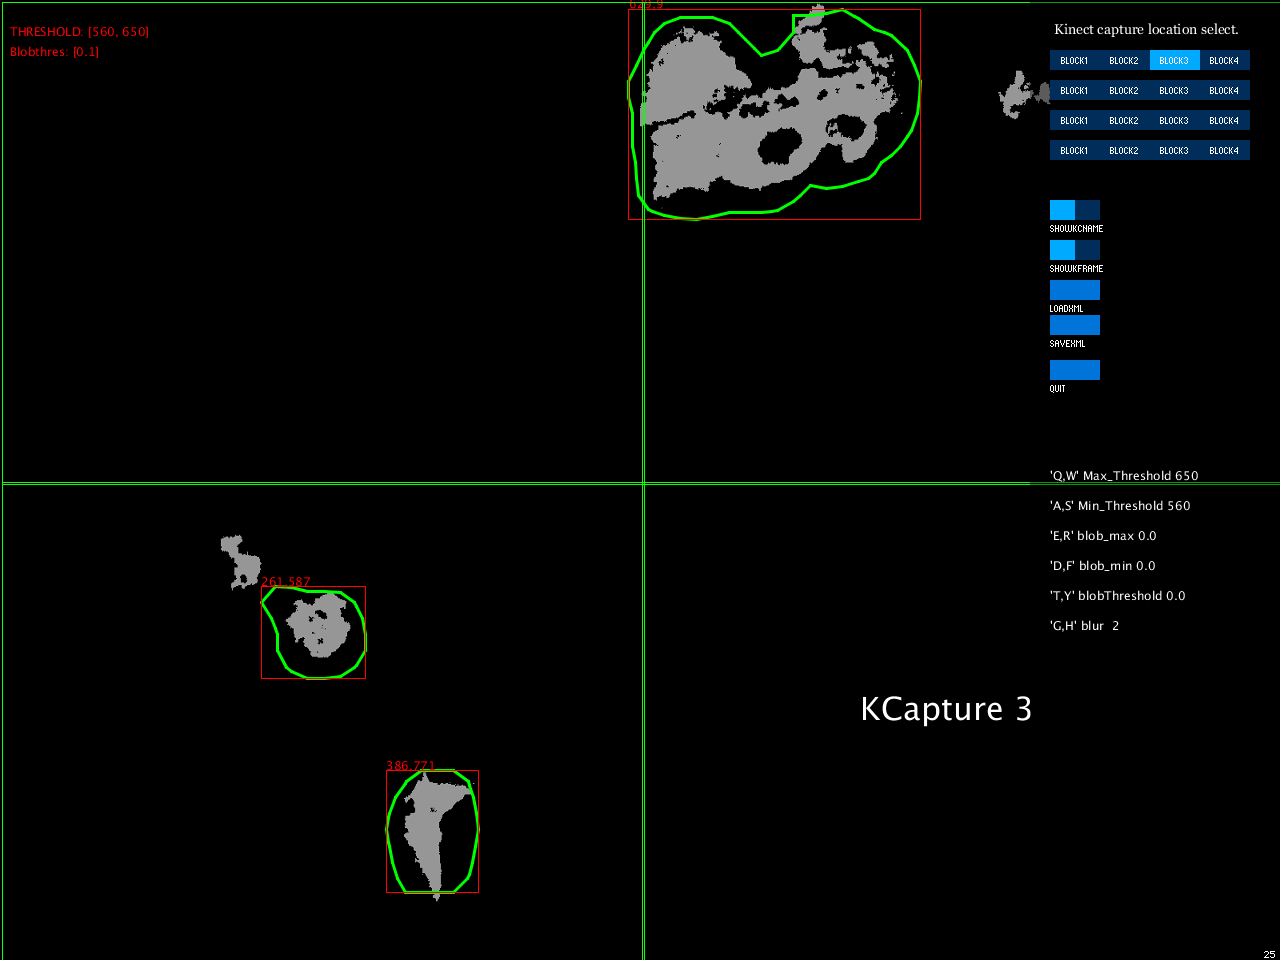 THRESHOLD: [560, 650]
Blobthres: [0.1]
629,9
Kinect capture location select.
BLOCK1 BLOCK2 BLOCK3 BLOCK4
BLOCK1 BLOCK2 BLOCK3 BLOCK4
BLOCK1 BLOCK2 BLOCK3 BLOCK4
BLOCK1 BLOCK2 BLOCK3 BLOCK4
SHOWKCNAME
SHOWKFRAME
LOADXML
SAVEXML
QUIT
'Q,W' Max_Threshold 650
'A,S' Min_Threshold 560
'E,R' blob_max 0.0
'D,F' blob_min 0.0
'T,Y' blobThreshold 0.0
'G,H' blur 2
261,587
KCapture 3
386,771
25